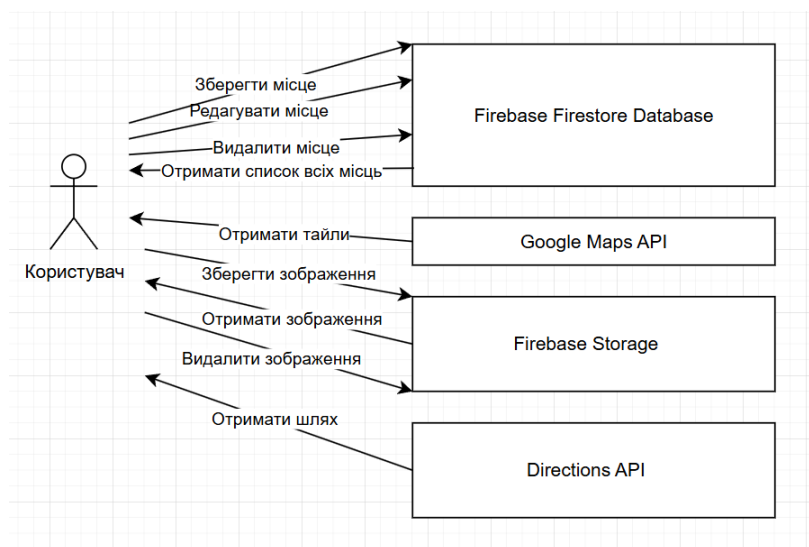 Зберегти місце
Редагувати місце
Firebase Firestore Database
Видалити місце
Отримати список всіх місць
Отримати тайли
Google Maps API
Користувач
Зберегти зображення
Отримати зображення
Firebase Storage
Видалити зображення
Отримати шлях
Directions API